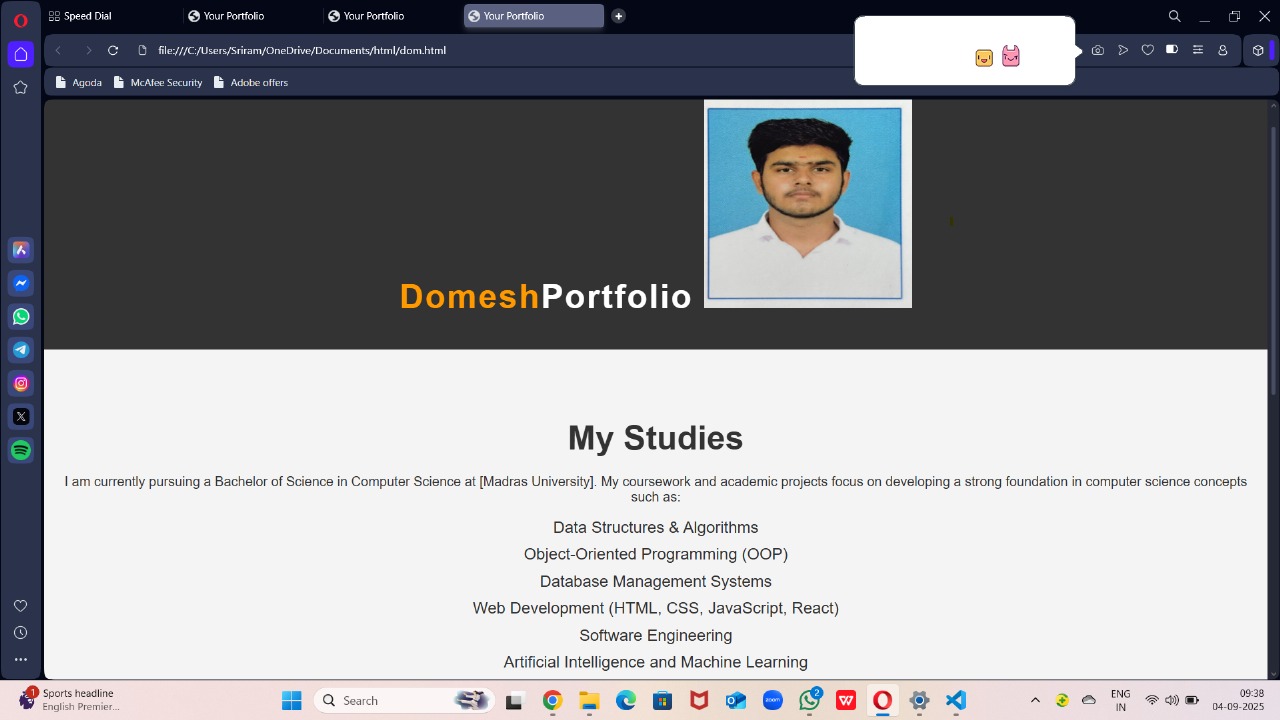 Speed Dial
Your Portfolio
Your Portfolio
Your Portfolio
file:///C:/Users/Sriram/OneDrive/Documents/html/dom.html
Agoda
McAfee Security
Adobe offers
DomeshPortfolio
My Studies
I am currently pursuing a Bachelor of Science in Computer Science at [Madras University]. My coursework and academic projects focus on developing a strong foundation in computer science concepts
such as:
Data Structures & Algorithms
Object-Oriented Programming (OOP)
Database Management Systems
Web Development (HTML, CSS, JavaScript, React)
Software Engineering
Artificial Intelligence and Machine Learning
1
Sports headline
English Premie...
Search
zoom
2
W
ENG
IN
09:38
04-09-2025